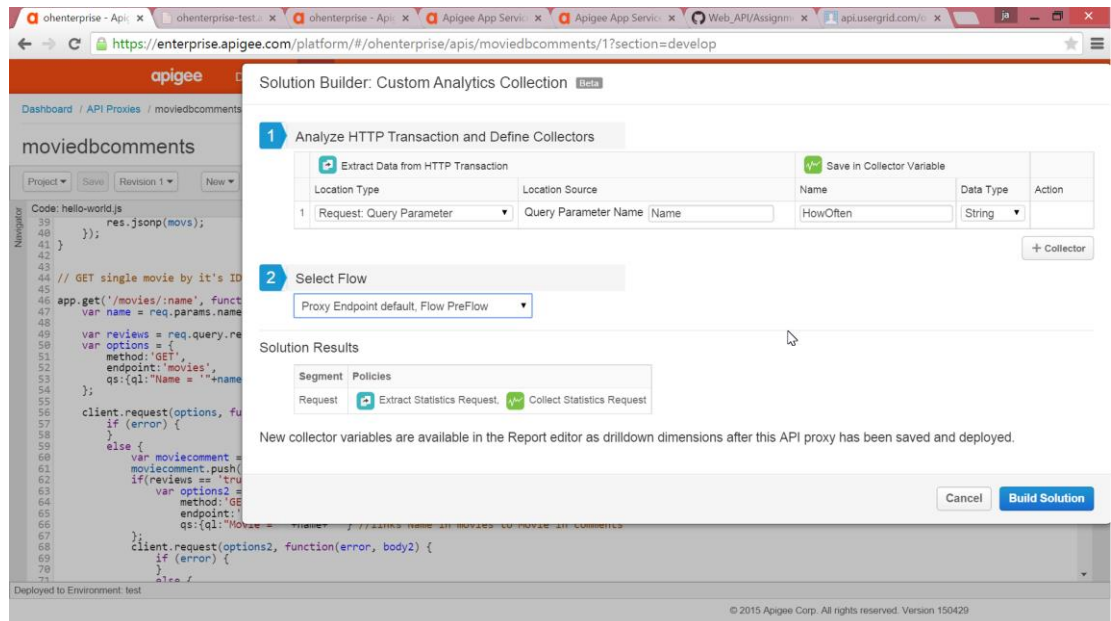 ohenterprise - Apig
ohenterprise-test.a
ohenterprise - Apig
Apigee App Service
Apigee App Service
Web_API/Assignme
api.usergrid.com/o
ja
https://enterprise.apigee.com/platform/#/ohenterprise/apis/moviedbcomments/1?section=develop
apigee D
Dashboard / API Proxies / moviedbcomments
moviedbcomments
Project Save Revision 1 New
Navigator
Code: hello-world.js
39 res.jsonp(movs);
40 });
41 }
42
43
44 // GET single movie by it's ID
45
46 app.get('/movies/:name', funct
47 var name = req.params.name
48
49 var reviews = req.query.re
50 var options = {
51 method:'GET',
52 endpoint:'movies',
53 qs:{ql:"Name = '"+name
54 };
55
56 client.request(options, fu
57 if (error) {
58 }
59 else {
60 var moviecomment =
61 moviecomment.push(
62 if(reviews == 'tru
63 var options2 =
64 method:'GE
65 endpoint:'
66 qs:{ql:"Movie = '"+name+"'"} //links Name in movies to Movie in comments
67 };
68 client.request(options2, function(error, body2) {
69 if (error) {
70 }
71 else {
Deployed to Environment: test
© 2015 Apigee Corp. All rights reserved. Version 150429
Solution Builder: Custom Analytics Collection Beta
1 Analyze HTTP Transaction and Define Collectors
Extract Data from HTTP Transaction Save in Collector Variable
Location Type Location Source Name Data Type Action
1 Request: Query Parameter Query Parameter Name Name HowOften String
+ Collector
2 Select Flow
Proxy Endpoint default, Flow PreFlow
Solution Results
Segment Policies
Request Extract Statistics Request, Collect Statistics Request
New collector variables are available in the Report editor as drilldown dimensions after this API proxy has been saved and deployed.
Cancel Build Solution